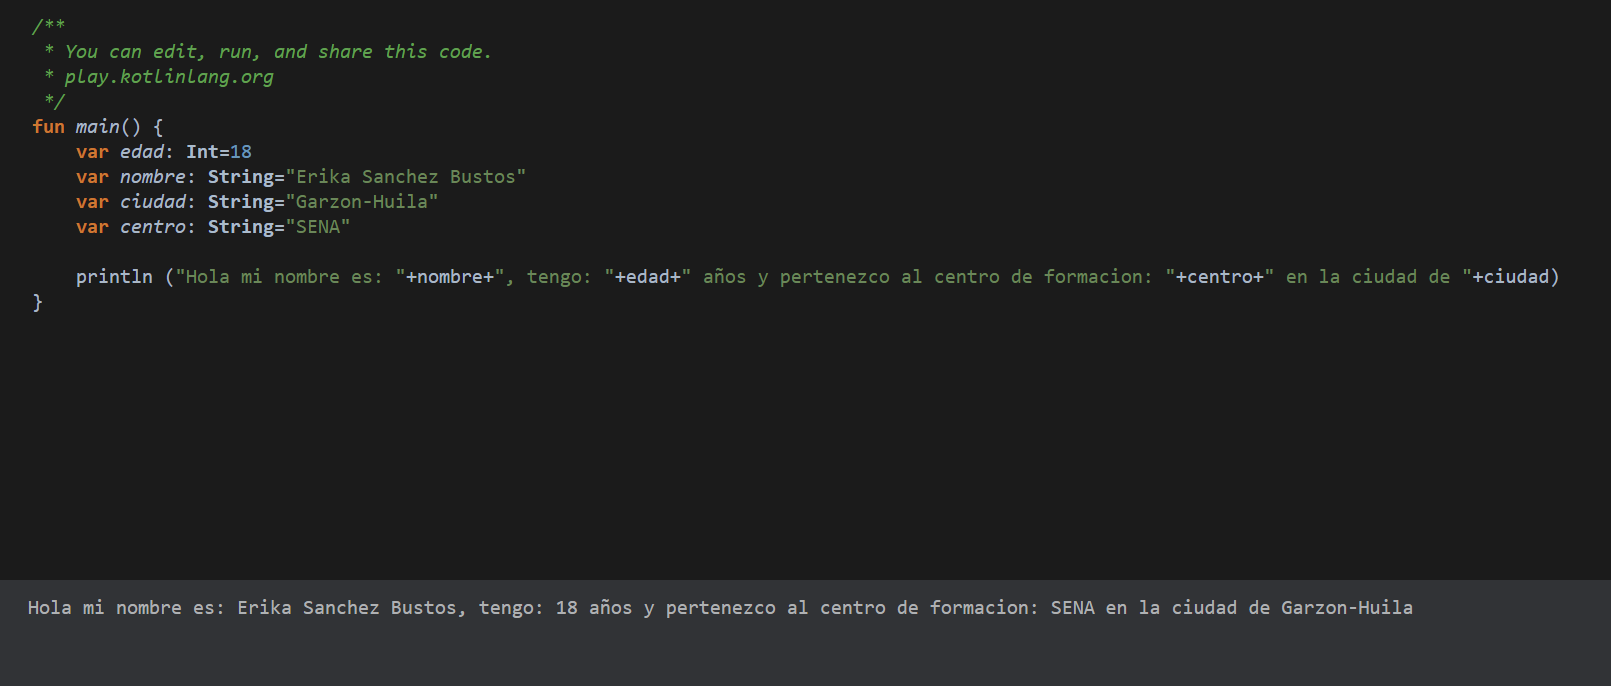 /**
 * You can edit, run, and share this code.
 * play.kotlinlang.org
 */
fun main() {
    var edad: Int=18
    var nombre: String="Erika Sanchez Bustos"
    var ciudad: String="Garzon-Huila"
    var centro: String="SENA"
    println ("Hola mi nombre es: "+nombre+", tengo: "+edad+" años y pertenezco al centro de formacion: "+centro+" en la ciudad de "+ciudad)
}
Hola mi nombre es: Erika Sanchez Bustos, tengo: 18 años y pertenezco al centro de formacion: SENA en la ciudad de Garzon-Huila